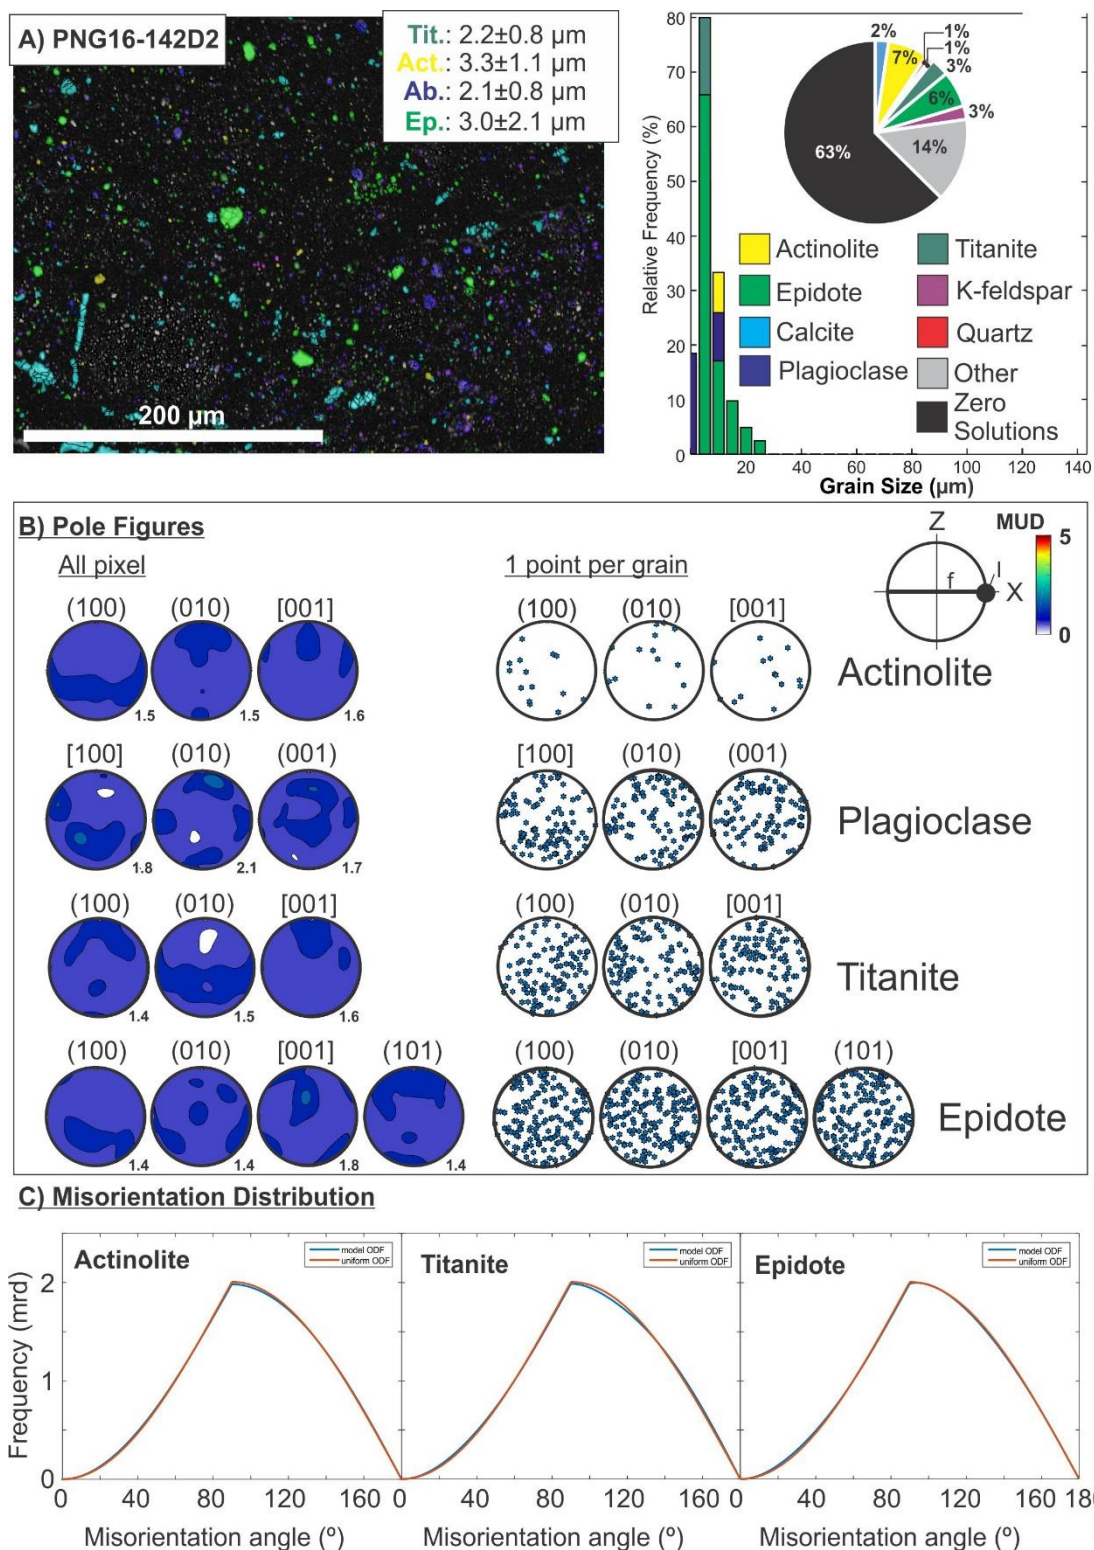 A) PNG16-142D2
Tit.: 2.2±0.8 µm
Act.: 3.3±1.1 µm
Ab.: 2.1±0.8 µm
Ep.: 3.0±2.1 µm
200 µm
Relative Frequency (%)
80
70
60
50
40
30
20
10
0
20 40 60 80 100 120 140
Grain Size (µm)
2%
7%
1%
1%
3%
6%
3%
14%
63%
Actinolite
Epidote
Calcite
Plagioclase
Titanite
K-feldspar
Quartz
Other
Zero
Solutions
B) Pole Figures
All pixel
1 point per grain
Z
f
l
X
MUD
5
0
(100) (010) [001] (100) (010) [001]
1.5 1.5 1.6
Actinolite
[100] (010) (001) [100] (010) (001)
1.8 2.1 1.7
Plagioclase
(100) (010) [001] (100) (010) [001]
1.4 1.5 1.6
Titanite
(100) (010) [001] (101) (100) (010) [001] (101)
1.4 1.4 1.8 1.4
Epidote
C) Misorientation Distribution
Frequency (mrd)
2
1
0
Actinolite
model ODF
uniform ODF
Titanite
model ODF
uniform ODF
Epidote
model ODF
uniform ODF
0 40 80 120 160 0 40 80 120 160 0 40 80 120 160 180
Misorientation angle (º) Misorientation angle (º) Misorientation angle (º)